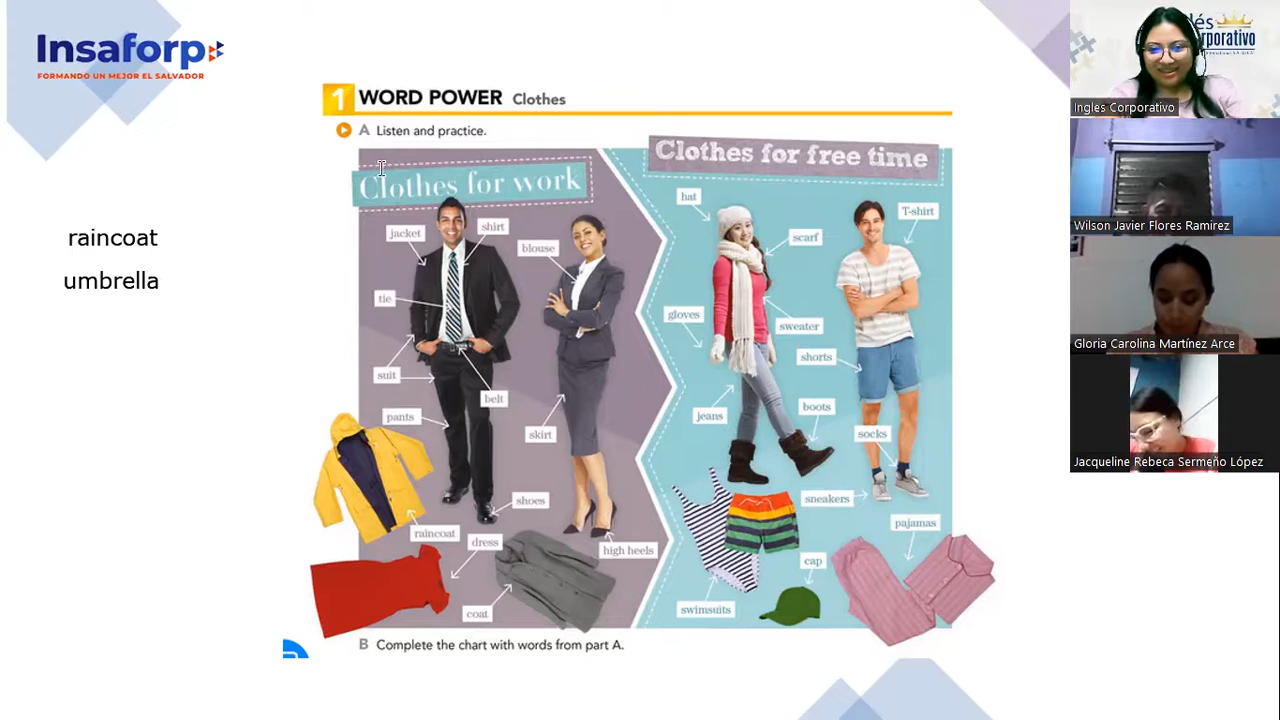 Insaforp
FORMANDO UN MEJOR EL SALVADOR
raincoat
umbrella
1 WORD POWER Clothes
A Listen and practice.
Clothes for work
jacket
shirt
blouse
tie
suit
belt
pants
skirt
shoes
raincoat
dress
high heels
coat
Clothes for free time
hat
T-shirt
scarf
gloves
sweater
shorts
jeans
boots
socks
sneakers
pajamas
cap
swimsuits
B Complete the chart with words from part A.
Ingles Corporativo
Wilson Javier Flores Ramirez
Gloria Carolina Martínez Arce
Jacqueline Rebeca Sermeño López